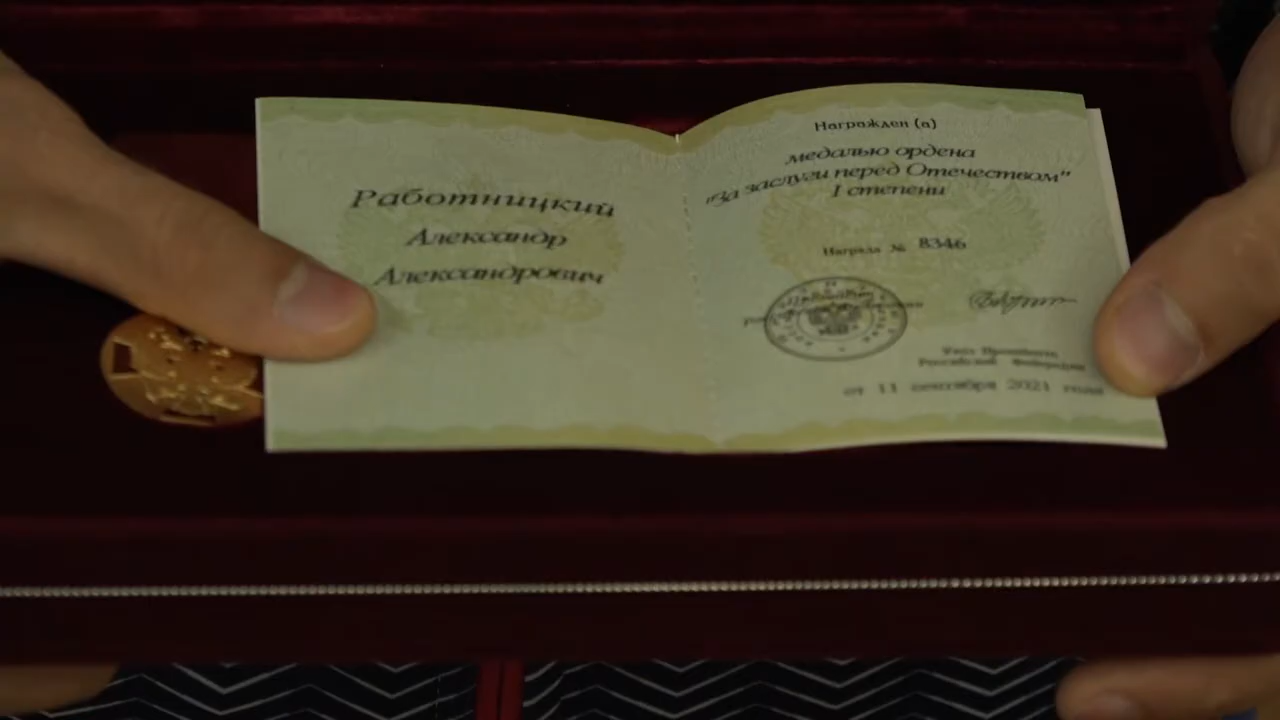 Работницкий
Александр
Александрович
Награжден (а)
медалью ордена
"За заслуги перед Отечеством"
I степени
Награда № 8346
Указ Президента
Российской Федерации
от 11 сентября 2021 года